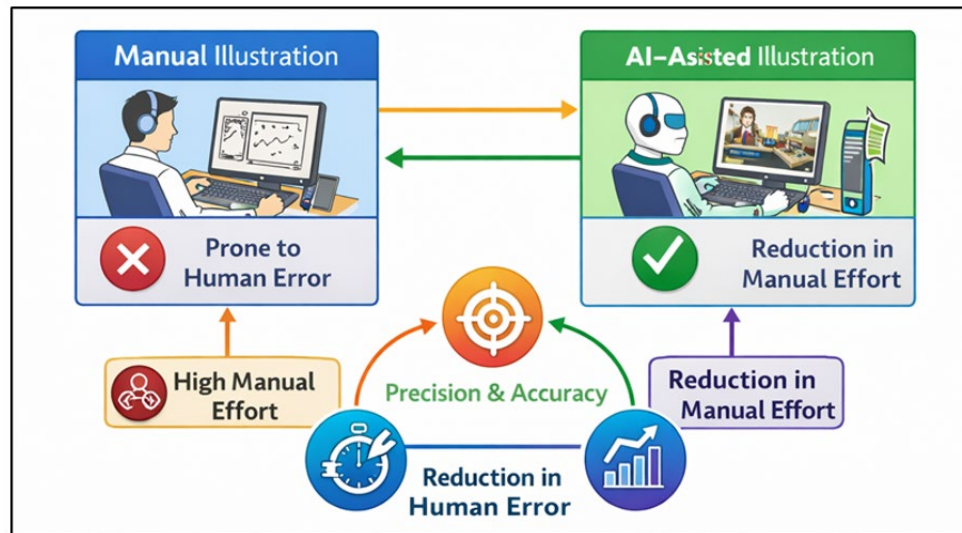 Manual Illustration
AI-Asissted Illustration
Prone to
Human Error
Reduction in
Manual Effort
Precision & Accuracy
High Manual
Effort
Reduction in
Manual Effort
Reduction in
Human Error